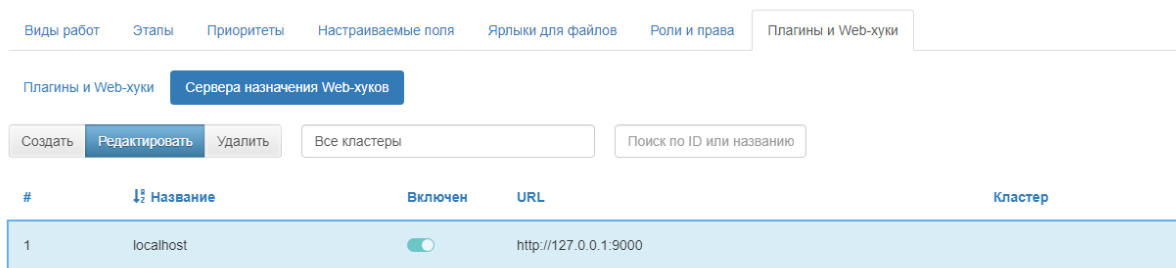 Виды работ Этапы Приоритеты Настраиваемые поля Ярлыки для файлов Роли и права Плагины и Web-хуки
Плагины и Web-хуки Сервера назначения Web-хуков
Создать Редактировать Удалить Все кластеры Поиск по ID или названию
# Название Включен URL Кластер
1 localhost http://127.0.0.1:9000